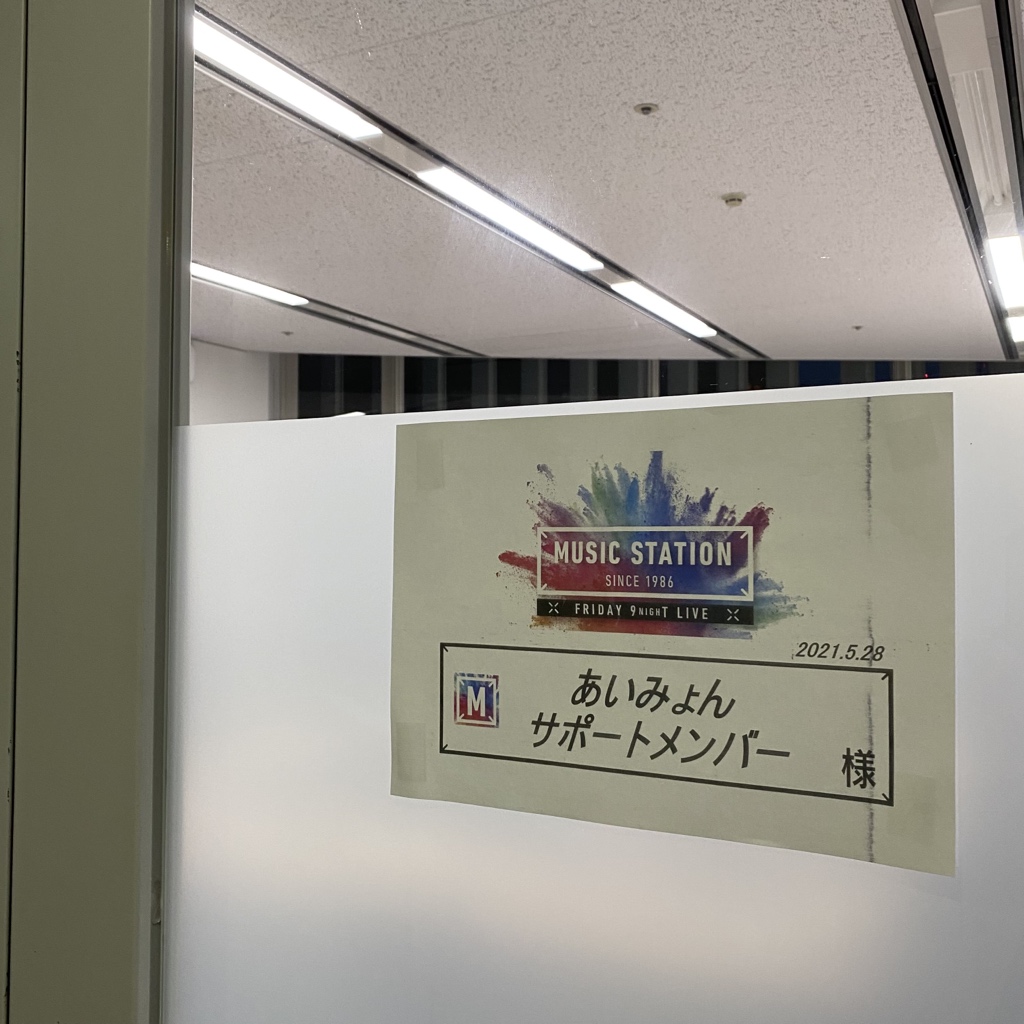 MUSIC STATION
SINCE 1986
FRIDAY 9NIGHT LIVE
2021.5.28
M
あいみょん
サポートメンバー
様